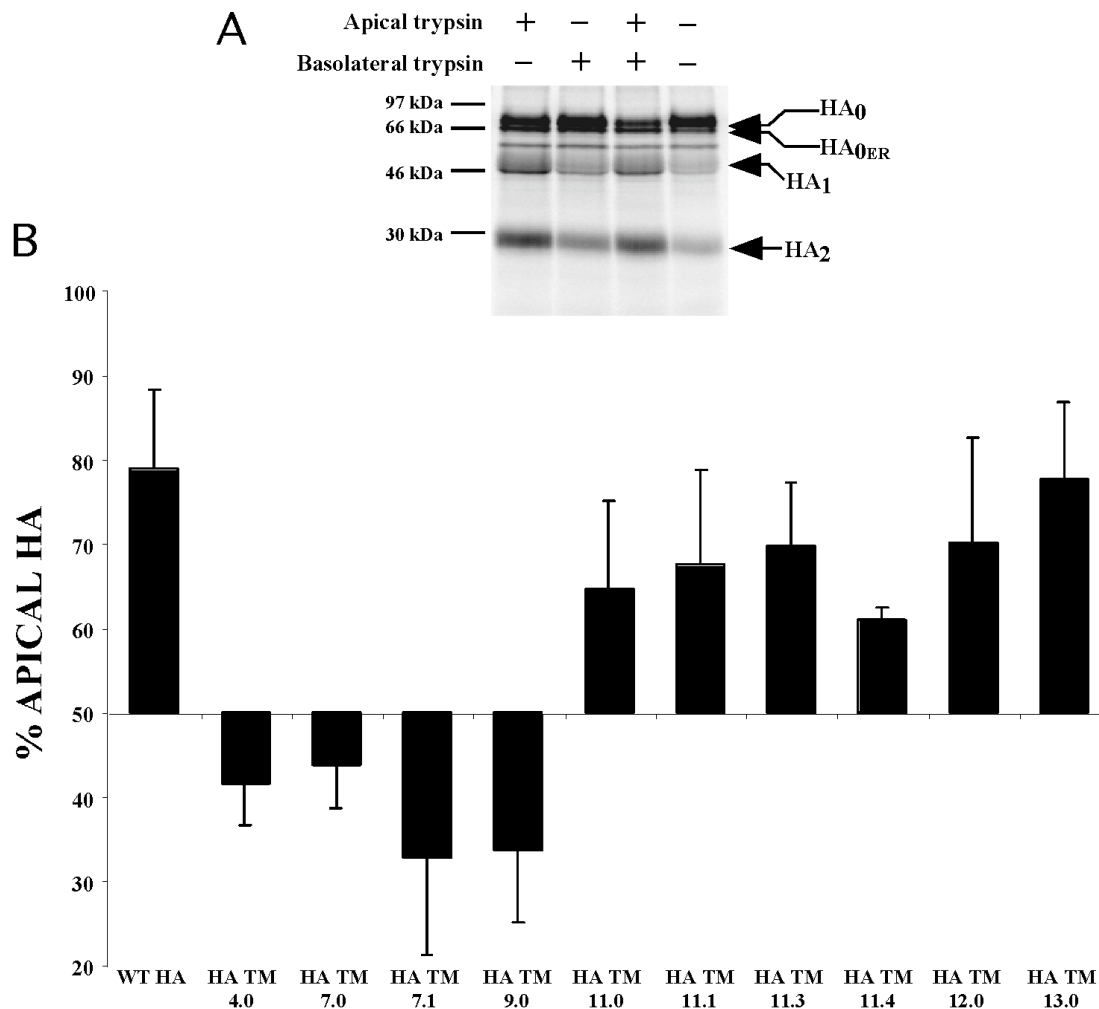 A
Apical trypsin + − + −
Basolateral trypsin − + + −
97 kDa
66 kDa
46 kDa
30 kDa
HA0
HA0ER
HA1
HA2
B
% APICAL HA
100
90
80
70
60
50
40
30
20
WT HA
HA TM 
4.0
HA TM
7.0
HA TM
7.1
HA TM
9.0
HA TM
11.0
HA TM
11.1
HA TM
11.3
HA TM
11.4
HA TM
12.0
HA TM
13.0